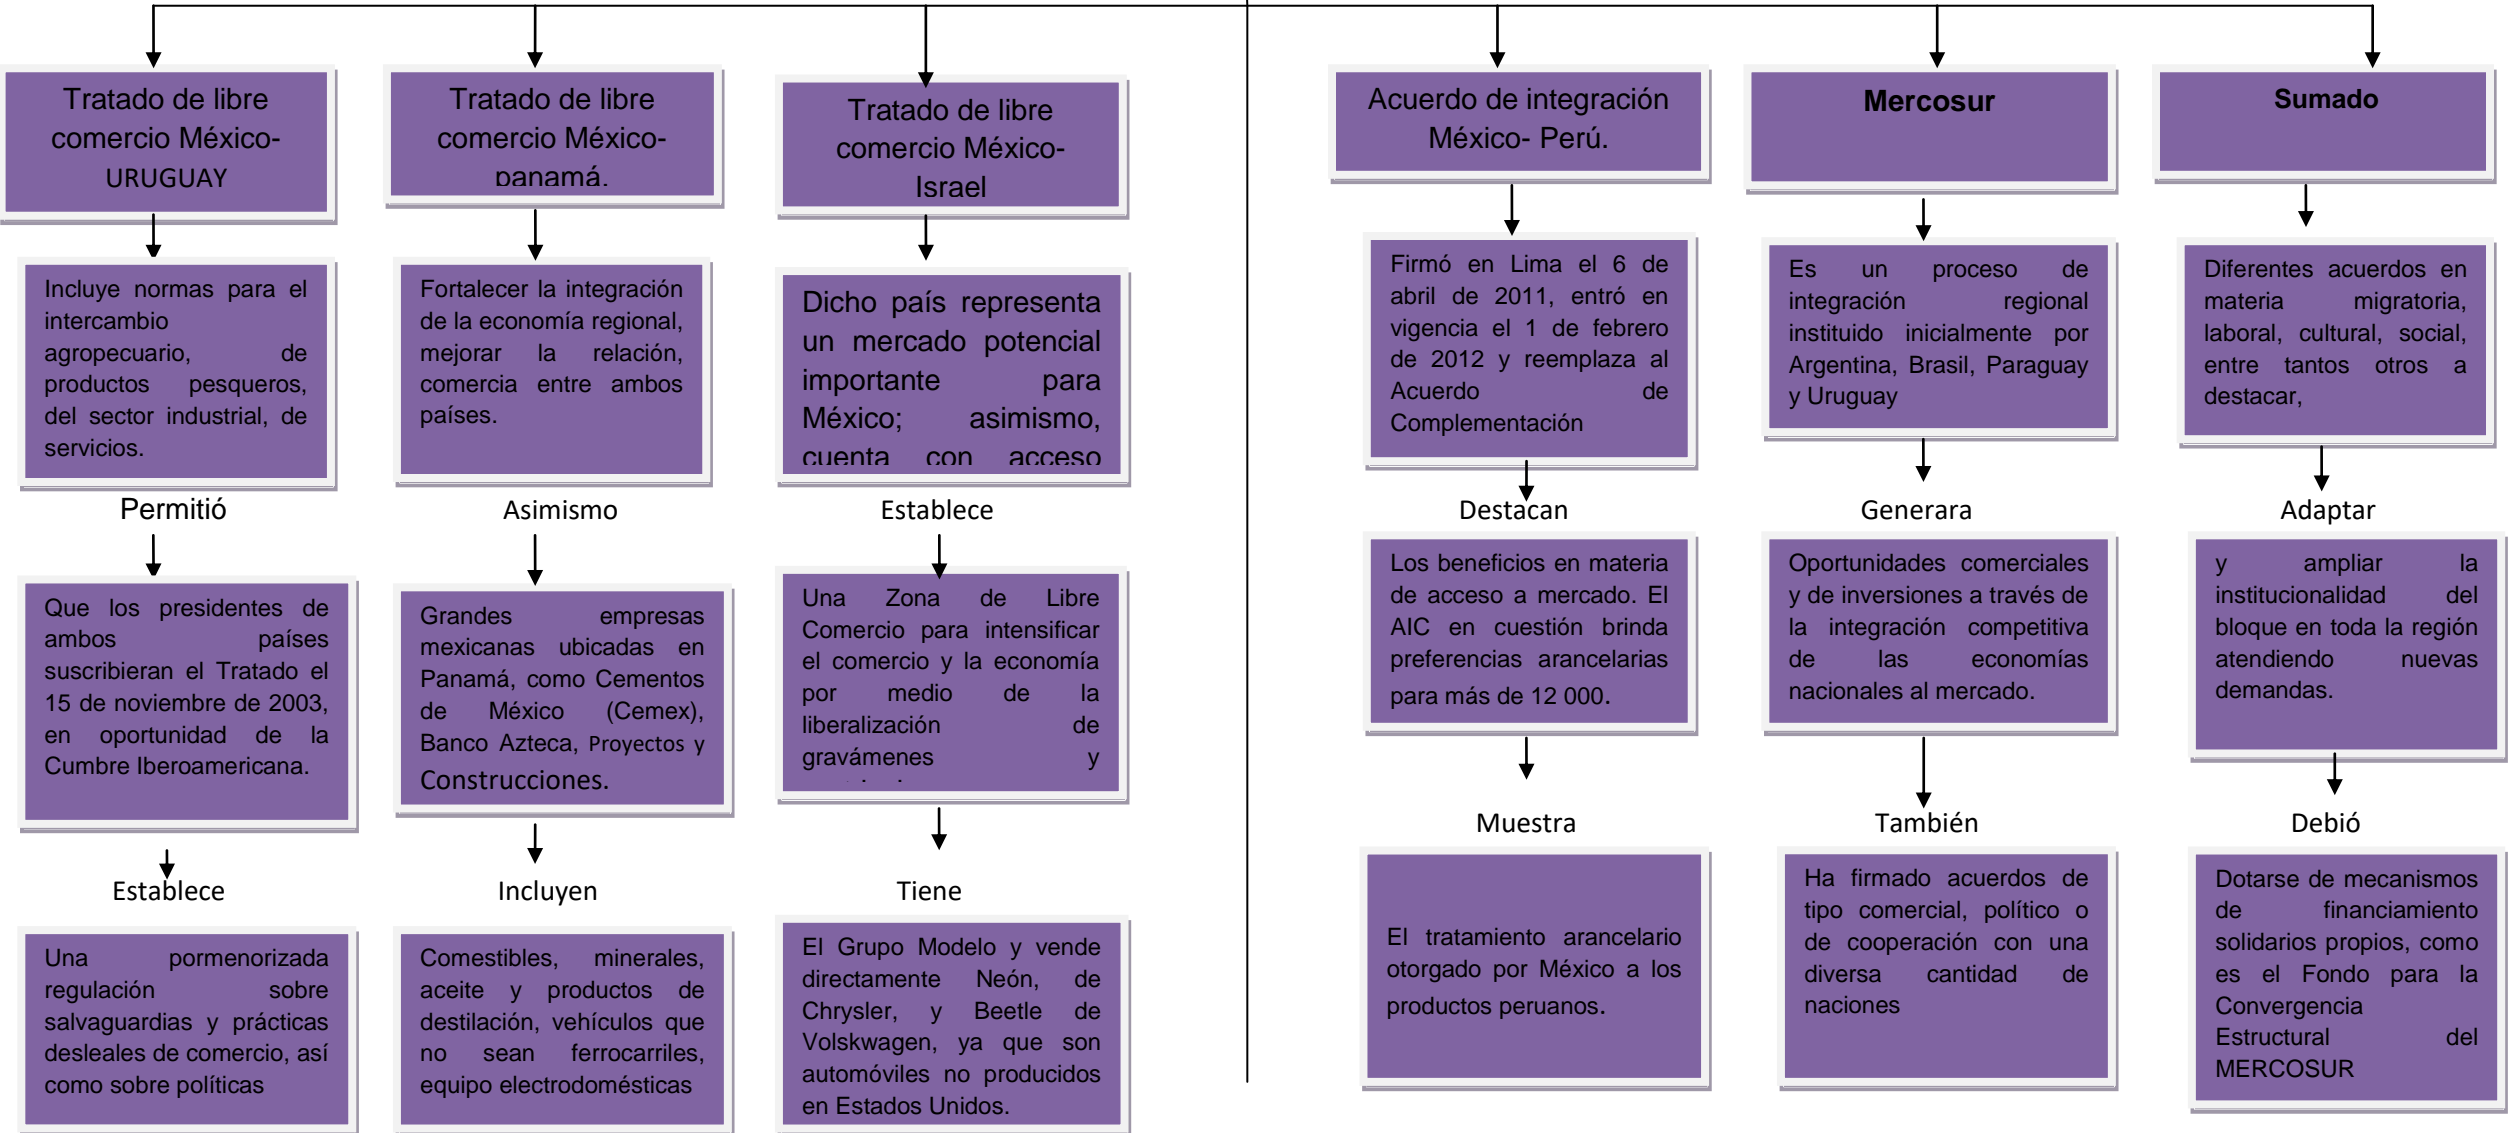 Tratado de libre
comercio México-
URUGUAY
Incluye normas para el
intercambio
agropecuario, de
productos pesqueros,
del sector industrial, de
servicios.
Permitió
Que los presidentes de
ambos países
suscribieran el Tratado el
15 de noviembre de 2003,
en oportunidad de la
Cumbre Iberoamericana.
Establece
Una pormenorizada
regulación sobre
salvaguardias y prácticas
desleales de comercio, así
como sobre políticas
Tratado de libre
comercio México-
panamá.
Fortalecer la integración
de la economía regional,
mejorar la relación,
comercia entre ambos
países.
Asimismo
Grandes empresas
mexicanas ubicadas en
Panamá, como Cementos
de México (Cemex),
Banco Azteca, Proyectos y
Construcciones.
Incluyen
Comestibles, minerales,
aceite y productos de
destilación, vehículos que
no sean ferrocarriles,
equipo electrodomésticas
Tratado de libre
comercio México-
Israel
Dicho país representa
un mercado potencial
importante para
México; asimismo,
cuenta con acceso
Establece
Una Zona de Libre
Comercio para intensificar
el comercio y la economía
por medio de la
liberalización de
gravámenes y
Tiene
El Grupo Modelo y vende
directamente Neón, de
Chrysler, y Beetle de
Volskwagen, ya que son
automóviles no producidos
en Estados Unidos.
Acuerdo de integración
México- Perú.
Firmó en Lima el 6 de
abril de 2011, entró en
vigencia el 1 de febrero
de 2012 y reemplaza al
Acuerdo de
Complementación
Destacan
Los beneficios en materia
de acceso a mercado. El
AIC en cuestión brinda
preferencias arancelarias
para más de 12 000.
Muestra
El tratamiento arancelario
otorgado por México a los
productos peruanos.
Mercosur
Es un proceso de
integración regional
instituido inicialmente por
Argentina, Brasil, Paraguay
y Uruguay
Generara
Oportunidades comerciales
y de inversiones a través de
la integración competitiva
de las economías
nacionales al mercado.
También
Ha firmado acuerdos de
tipo comercial, político o
de cooperación con una
diversa cantidad de
naciones
Sumado
Diferentes acuerdos en
materia migratoria,
laboral, cultural, social,
entre tantos otros a
destacar,
Adaptar
y ampliar la
institucionalidad del
bloque en toda la región
atendiendo nuevas
demandas.
Debió
Dotarse de mecanismos
de financiamiento
solidarios propios, como
es el Fondo para la
Convergencia
Estructural del
MERCOSUR